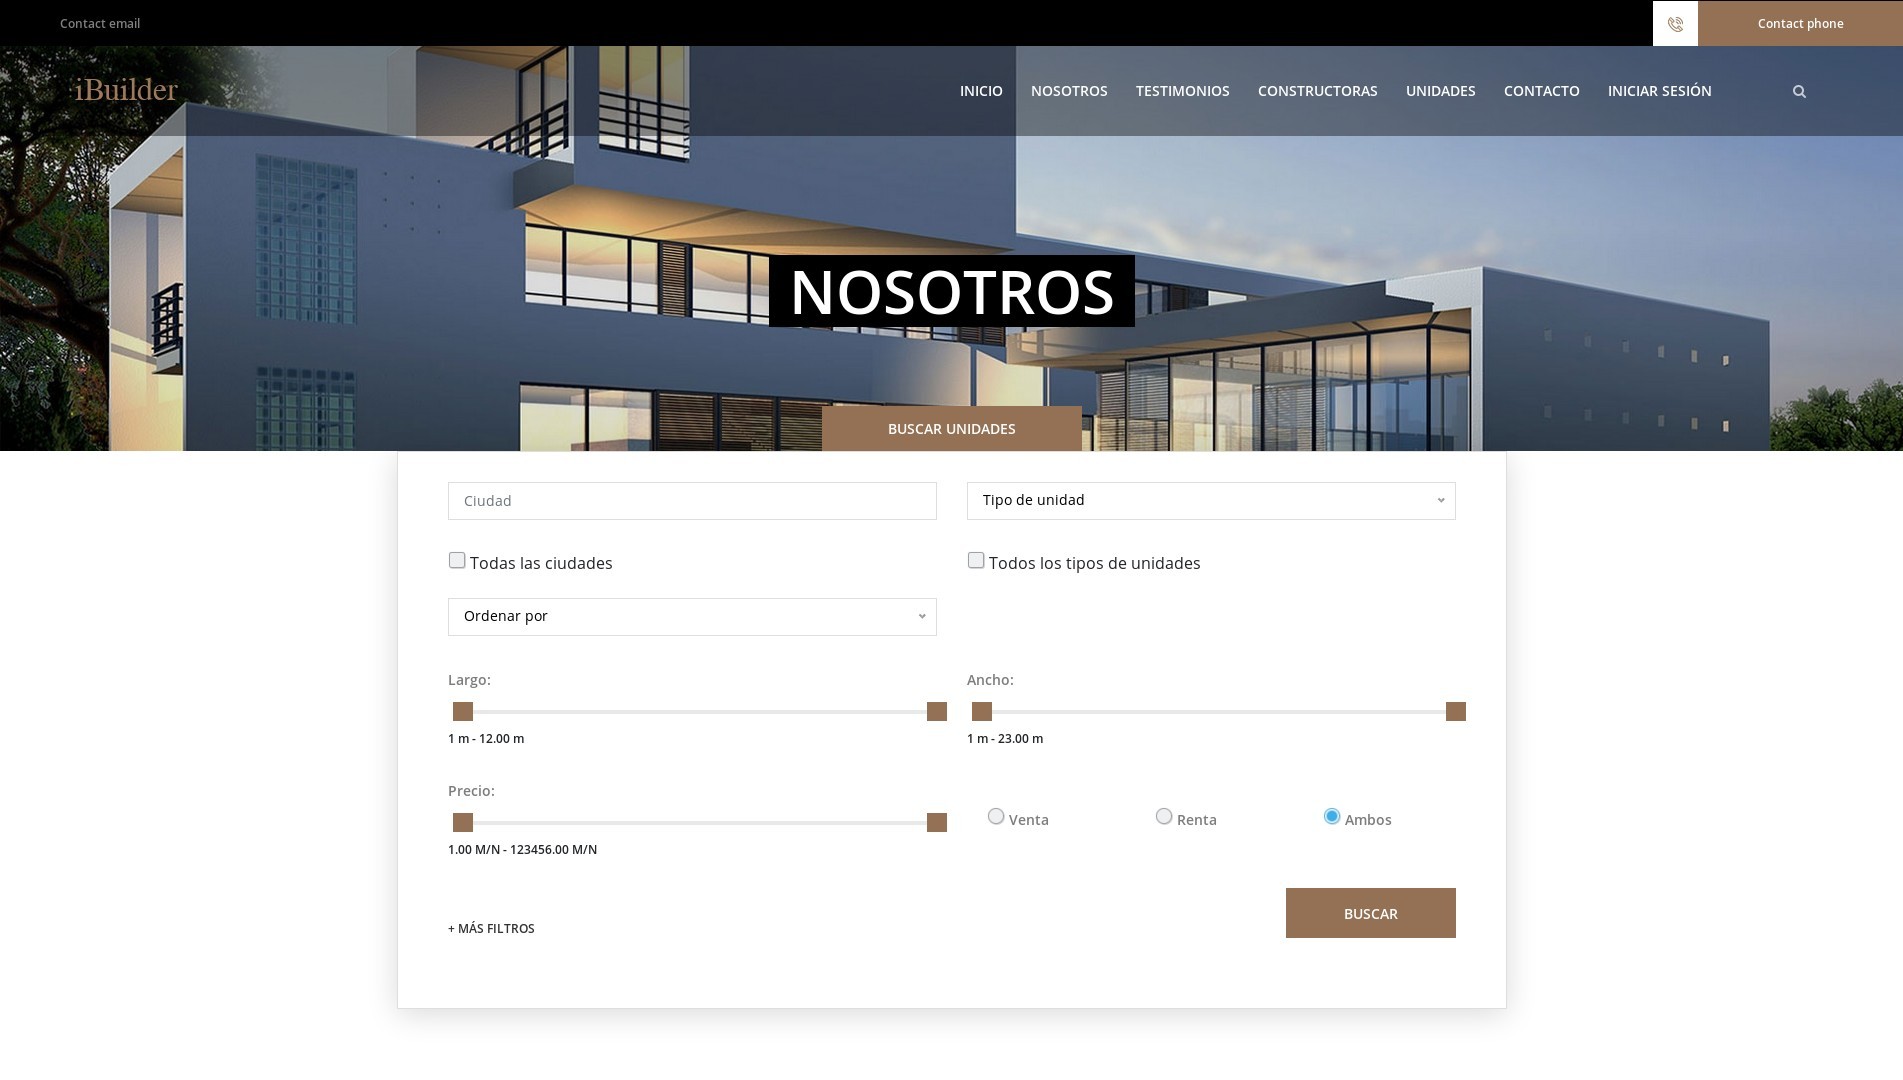 Contact email
Contact phone
iBuilder
INICIO NOSOTROS TESTIMONIOS CONSTRUCTORAS UNIDADES CONTACTO INICIAR SESIÓN
NOSOTROS
BUSCAR UNIDADES
Ciudad
Tipo de unidad
Todas las ciudades
Todos los tipos de unidades
Ordenar por
Largo:
Ancho:
1 m - 12.00 m
1 m - 23.00 m
Precio:
Venta
Renta
Ambos
1.00 M/N - 123456.00 M/N
+ MÁS FILTROS
BUSCAR